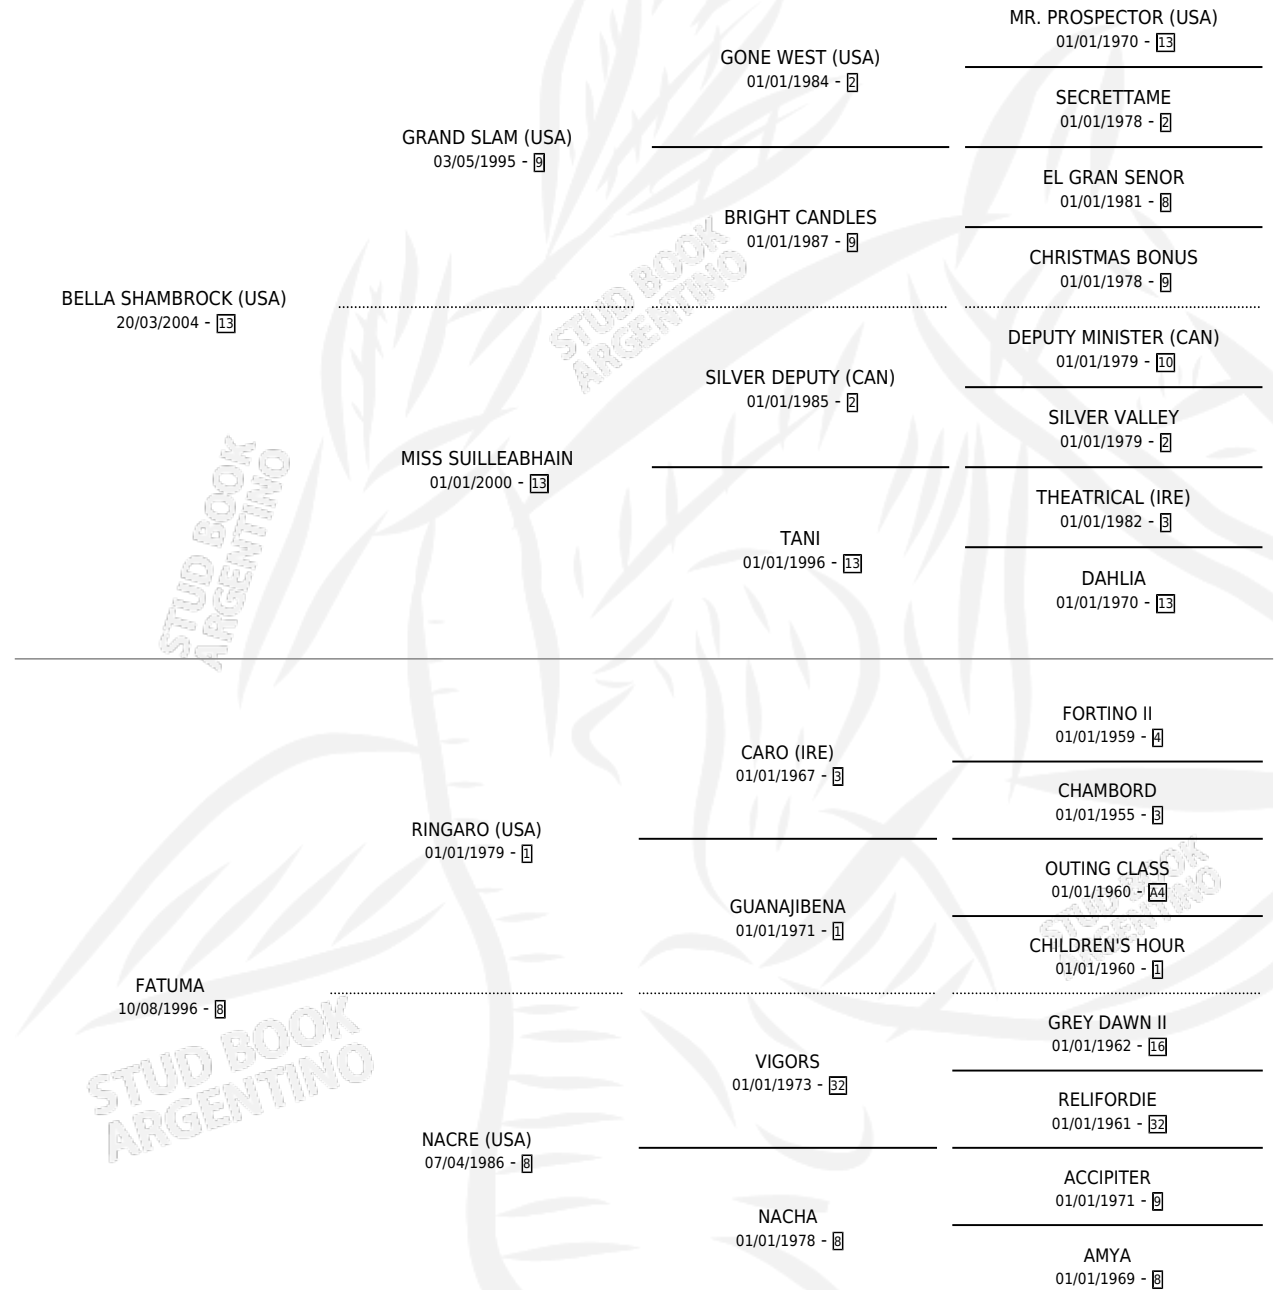 MR. PROSPECTOR (USA)
01/01/1970 - 13
GONE WEST (USA)
01/01/1984 - 2
SECRETTAME
01/01/1978 - 2
GRAND SLAM (USA)
03/05/1995 - 9
EL GRAN SENOR
01/01/1981 - 8
BRIGHT CANDLES
01/01/1987 - 9
CHRISTMAS BONUS
01/01/1978 - 9
BELLA SHAMBROCK (USA)
20/03/2004 - 13
DEPUTY MINISTER (CAN)
01/01/1979 - 10
SILVER DEPUTY (CAN)
01/01/1985 - 2
SILVER VALLEY
01/01/1979 - 2
MISS SUILLEABHAIN
01/01/2000 - 13
THEATRICAL (IRE)
01/01/1982 - 3
TANI
01/01/1996 - 13
DAHLIA
01/01/1970 - 13
FORTINO II
01/01/1959 - 4
CARO (IRE)
01/01/1967 - 3
CHAMBORD
01/01/1955 - 3
RINGARO (USA)
01/01/1979 - 1
OUTING CLASS
01/01/1960 - A4
GUANAJIBENA
01/01/1971 - 1
CHILDREN'S HOUR
01/01/1960 - 1
FATUMA
10/08/1996 - 8
GREY DAWN II
01/01/1962 - 16
VIGORS
01/01/1973 - 32
RELIFORDIE
01/01/1961 - 32
NACRE (USA)
07/04/1986 - 8
ACCIPITER
01/01/1971 - 9
NACHA
01/01/1978 - 8
AMYA
01/01/1969 - 8
STUD BOOK
ARGENTINO
STUD BOOK
ARGENTINO
STUD BOOK
ARGENTINO
STUD BOOK
ARGENTINO